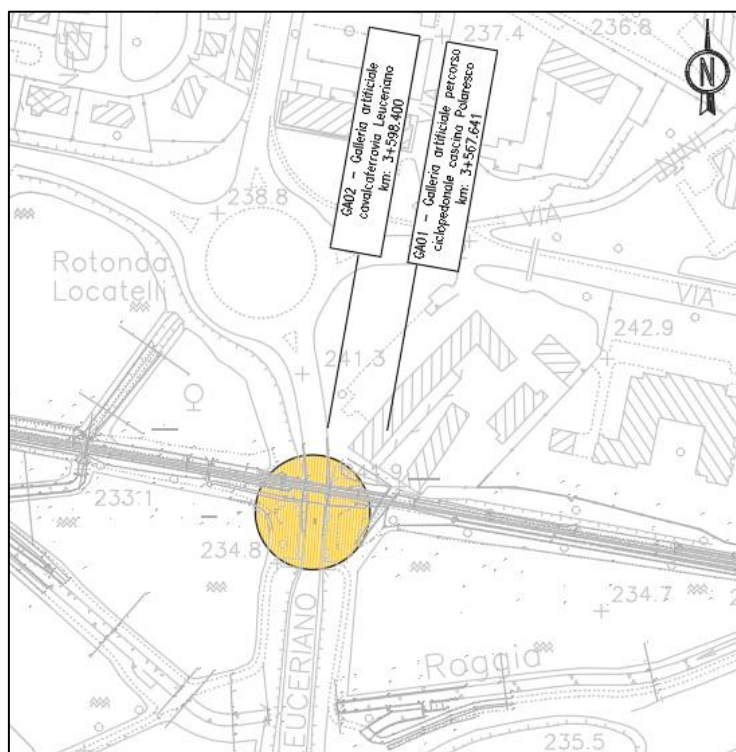 237.4
236.8
N
GA02 - Galleria artificiale
cavalcaferrovia Leuceriano
km: 3+598.400
GA01 - Galleria artificiale percorso
ciclopedonale cascina Polaresco
km: 3+567.641
238.8
NINI
VIA
Rotonda
Locatelli
VIA
242.9
241.3
233.1
234.8
234.7
LEUCERIANO
Roggia
235.5